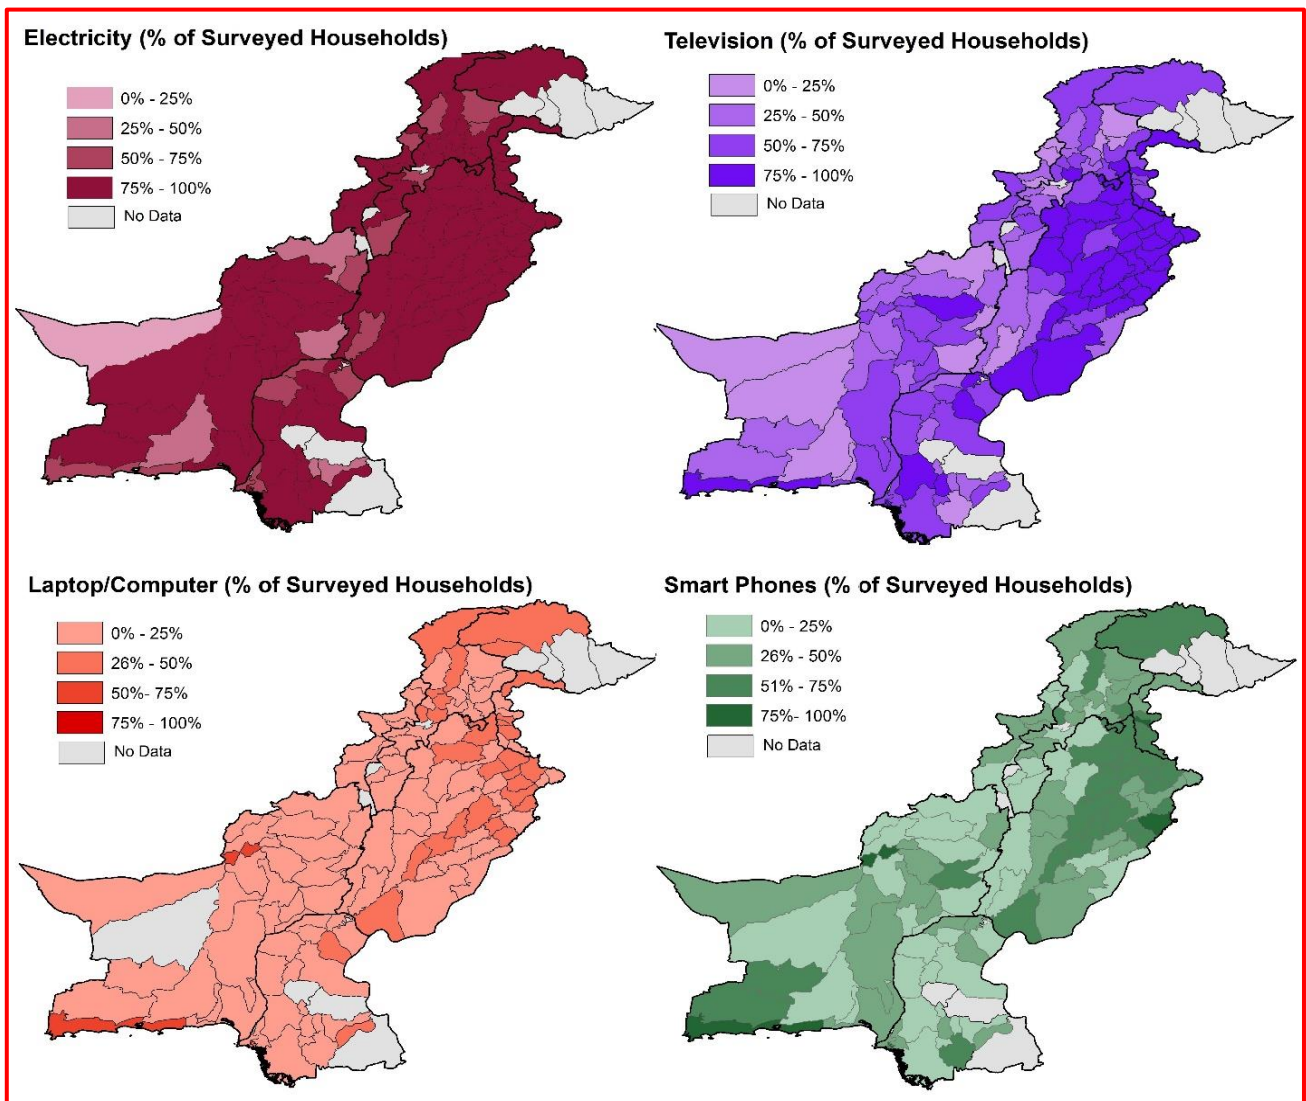 Electricity (% of Surveyed Households)
0% - 25%
25% - 50%
50% - 75%
75% - 100%
No Data
Television (% of Surveyed Households)
0% - 25%
25% - 50%
50% - 75%
75% - 100%
No Data
Laptop/Computer (% of Surveyed Households)
0% - 25%
26% - 50%
50%- 75%
75% - 100%
No Data
Smart Phones (% of Surveyed Households)
0% - 25%
26% - 50%
51% - 75%
75%- 100%
No Data